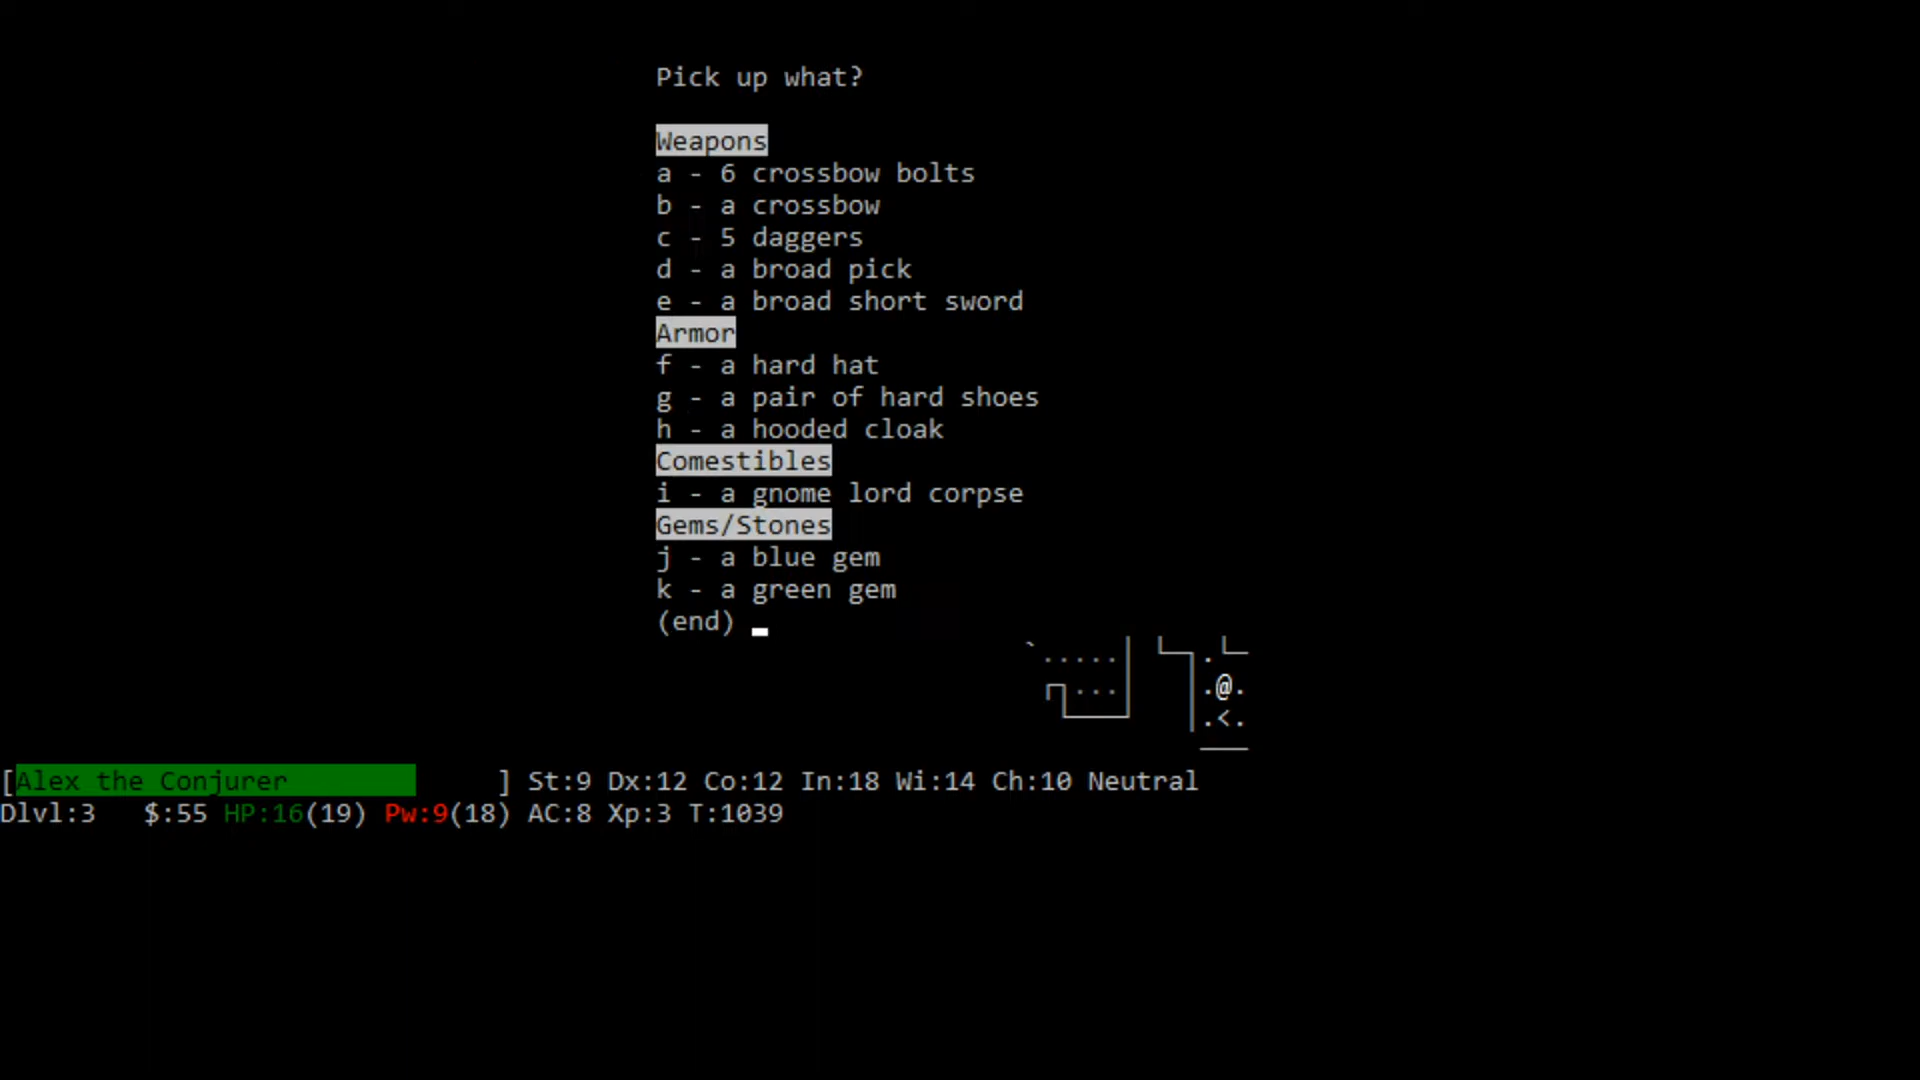 Pick up what?
Weapons
a - 6 crossbow bolts
b - a crossbow
c - 5 daggers
d - a broad pick
e - a broad short sword
Armor
f - a hard hat
g - a pair of hard shoes
h - a hooded cloak
Comestibles
i - a gnome lord corpse
Gems/Stones
j - a blue gem
k - a green gem
(end)
[Alex the Conjurer ] St:9 Dx:12 Co:12 In:18 Wi:14 Ch:10 Neutral
Dlvl:3 $:55 HP:16(19) Pw:9(18) AC:8 Xp:3 T:1039